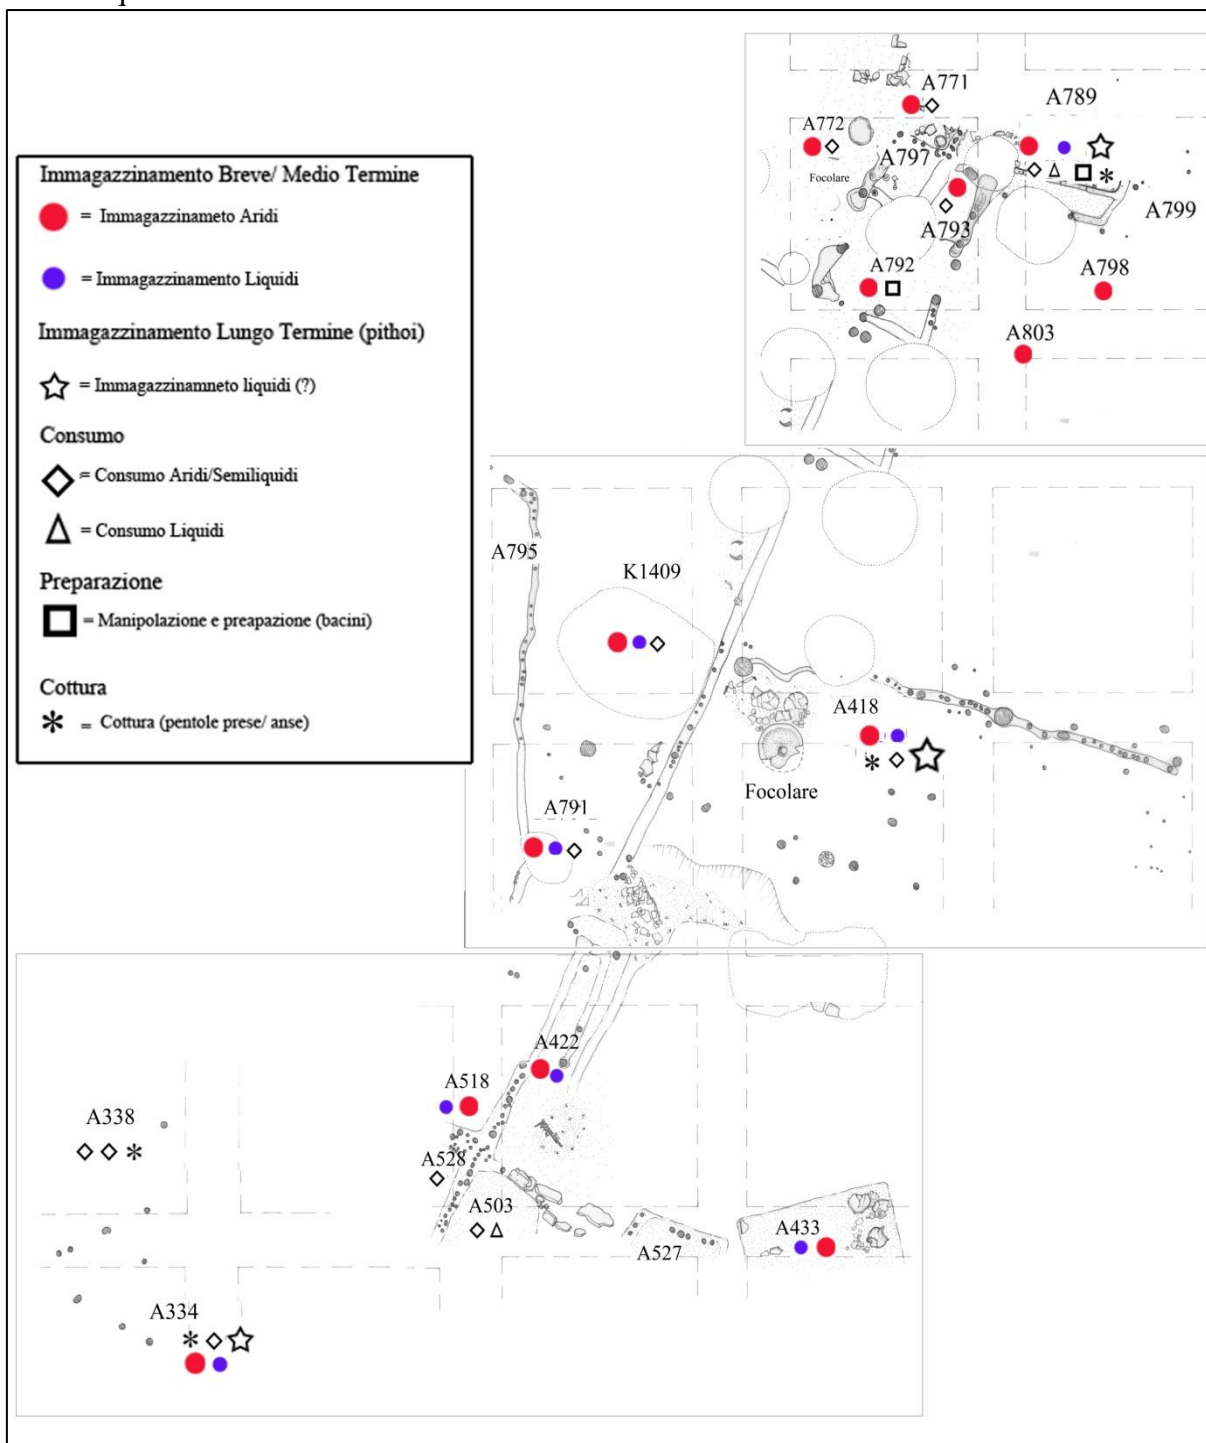 Immagazzinamento Breve/ Medio Termine
= Immagazzinameto Aridi
= Immagazzinamento Liquidi
Immagazzinamento Lungo Termine (pithoi)
= Immagazzinamneto liquidi (?)
Consumo
= Consumo Aridi/Semiliquidi
= Consumo Liquidi
Preparazione
= Manipolazione e preapazione (bacini)
Cottura
= Cottura (pentole prese/ anse)
A771
A789
A772
A797
Focolare
A799
A793
A792
A798
A803
A795
K1409
A418
Focolare
A791
A422
A518
A338
A528
A503
A433
A527
A334